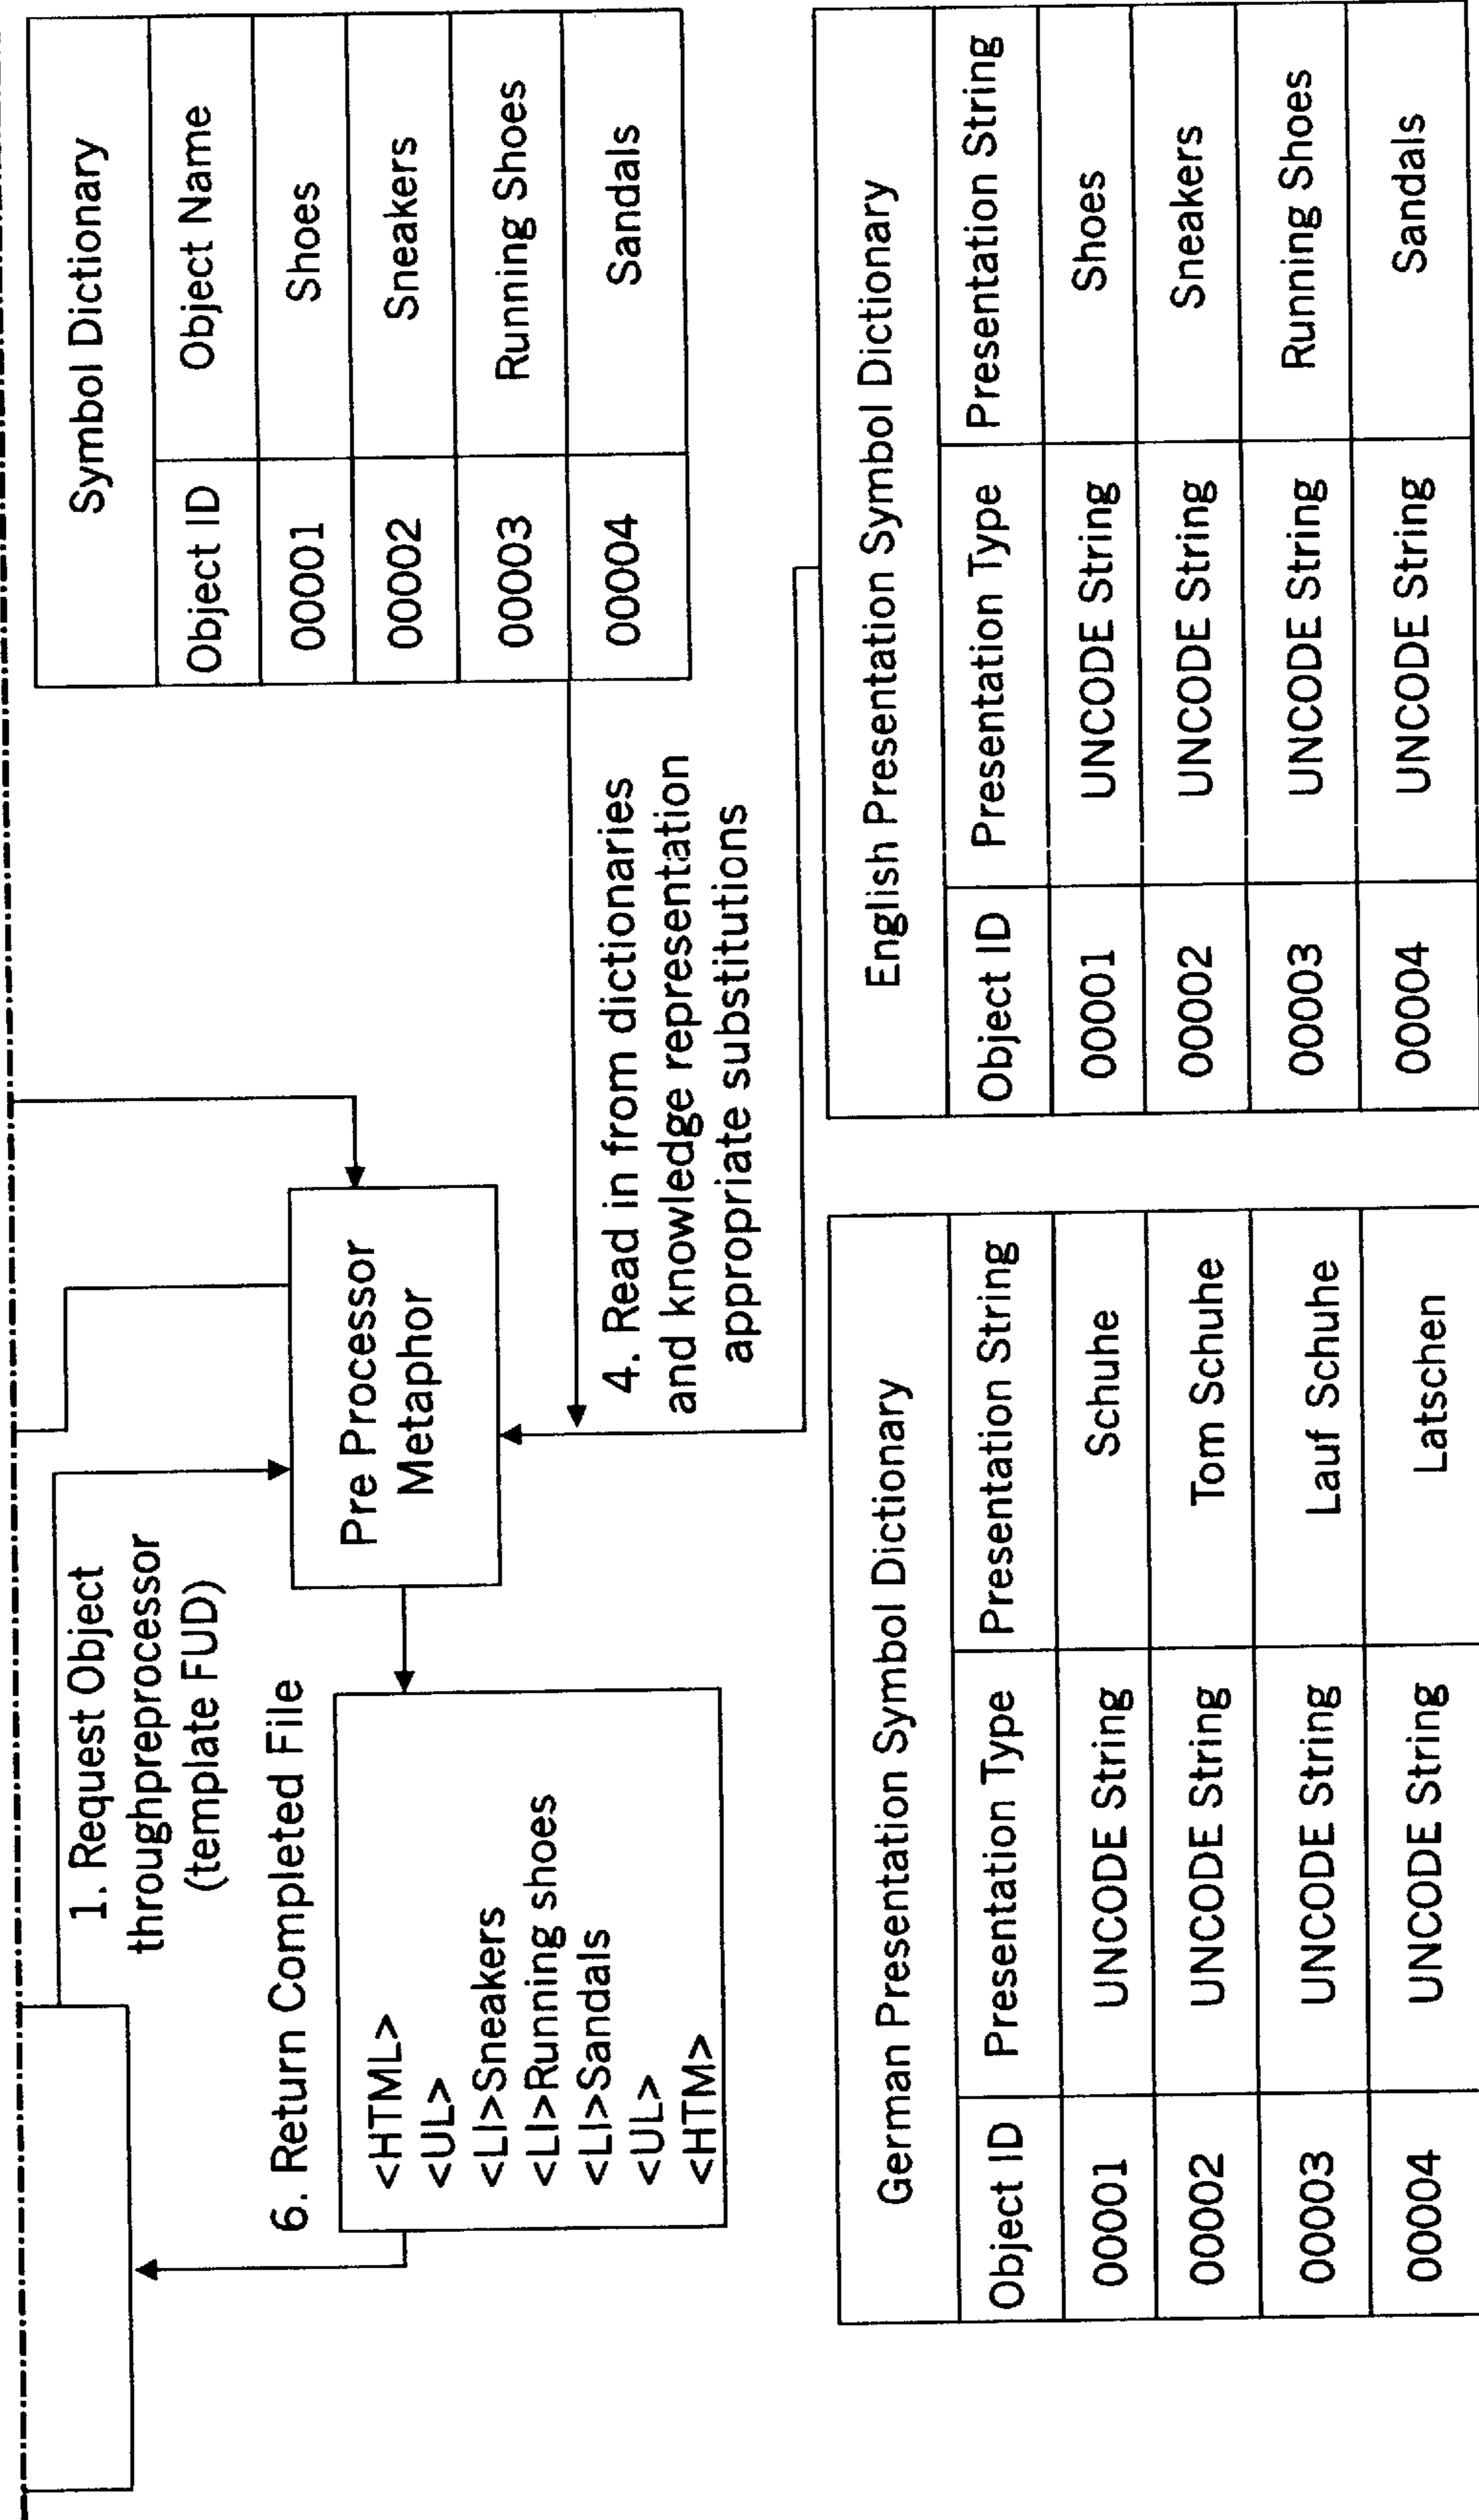 1. Request Object
throughpreprocessor
(template FUD)
6. Return Completed File
<HTML>
<UL>
<LI>Sneakers
<LI>Running shoes
<LI>Sandals
<UL>
<HTM>
Pre Processor
Metaphor
4. Read in from dictionaries
and knowledge representation
appropriate substitutions
Symbol Dictionary
Object ID Object Name
00001 Shoes
00002 Sneakers
00003 Running Shoes
00004 Sandals
German Presentation Symbol Dictionary
Object ID Presentation Type Presentation String
00001 UNCODE String Schuhe
00002 UNCODE String Tom Schuhe
00003 UNCODE String Lauf Schuhe
00004 UNCODE String Latschen
English Presentation Symbol Dictionary
Object ID Presentation Type Presentation String
00001 UNCODE String Shoes
00002 UNCODE String Sneakers
00003 UNCODE String Running Shoes
00004 UNCODE String Sandals